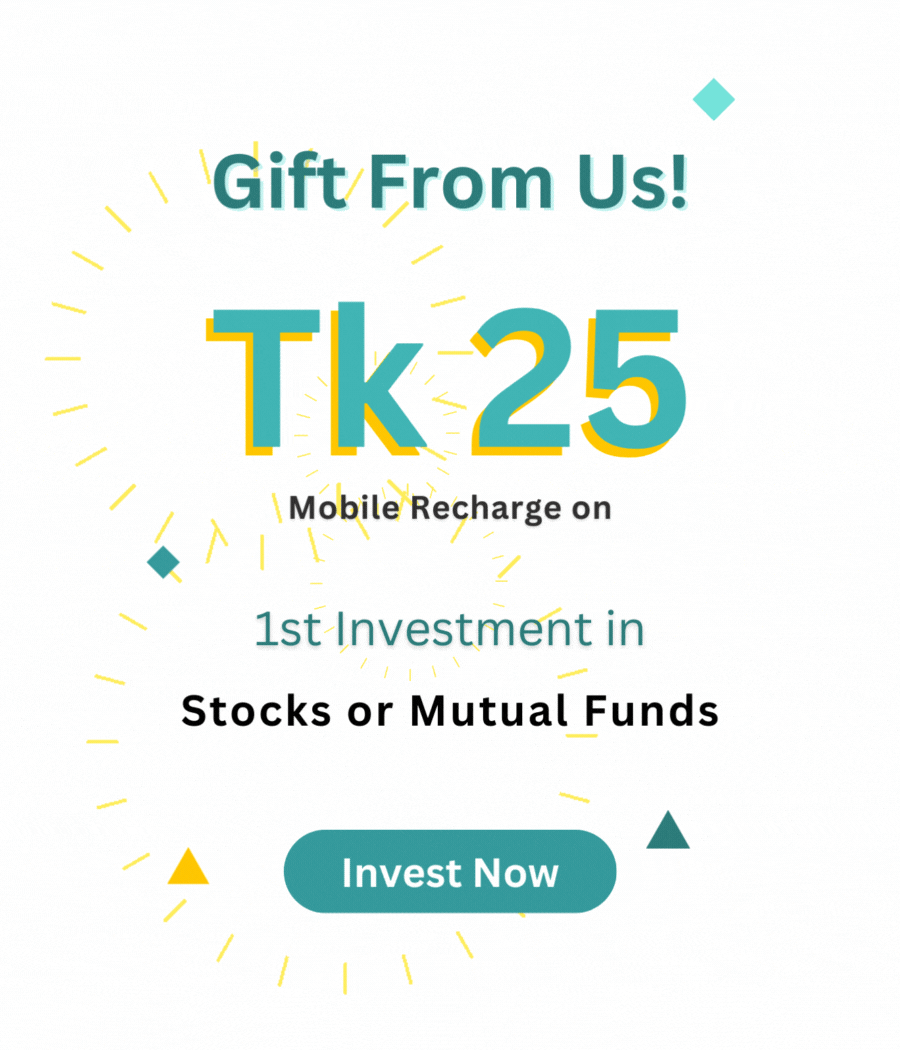 Gift From Us!
Tk 25
Mobile Recharge on
1st Investment in
Stocks or Mutual Funds
Invest Now